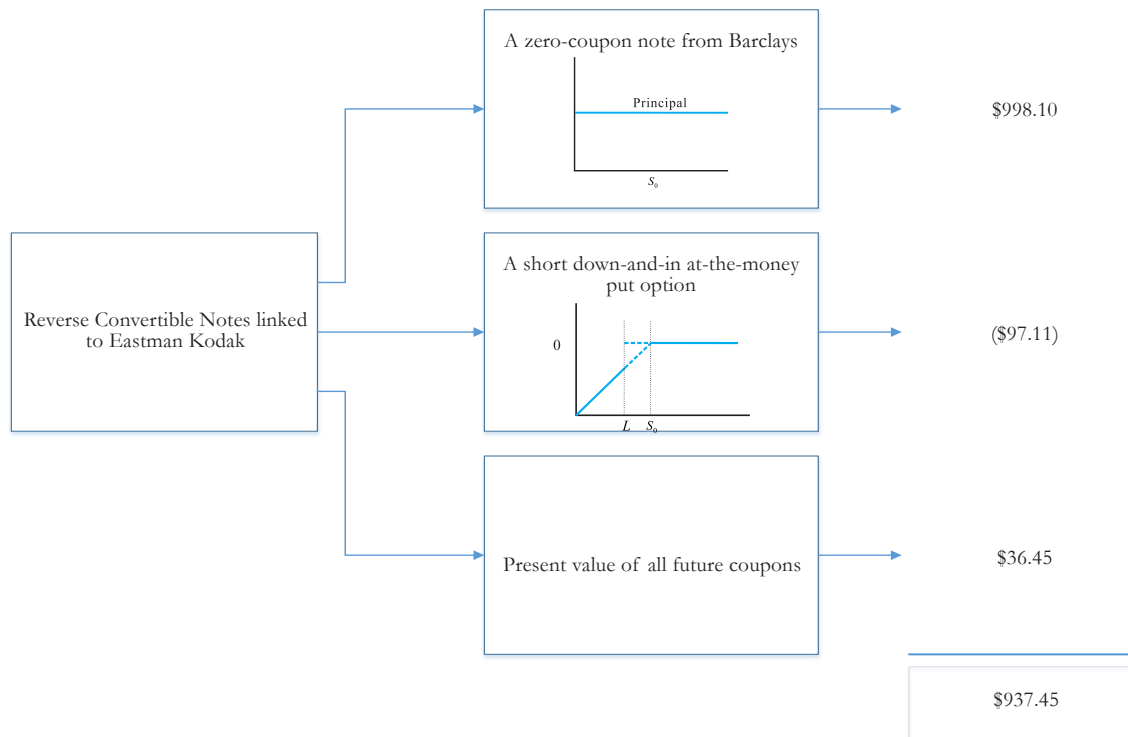 A zero-coupon note from Barclays
Principal
S₀
$998.10
Reverse Convertible Notes linked
to Eastman Kodak
A short down-and-in at-the-money
put option
0
L S₀
($97.11)
Present value of all future coupons
$36.45
$937.45